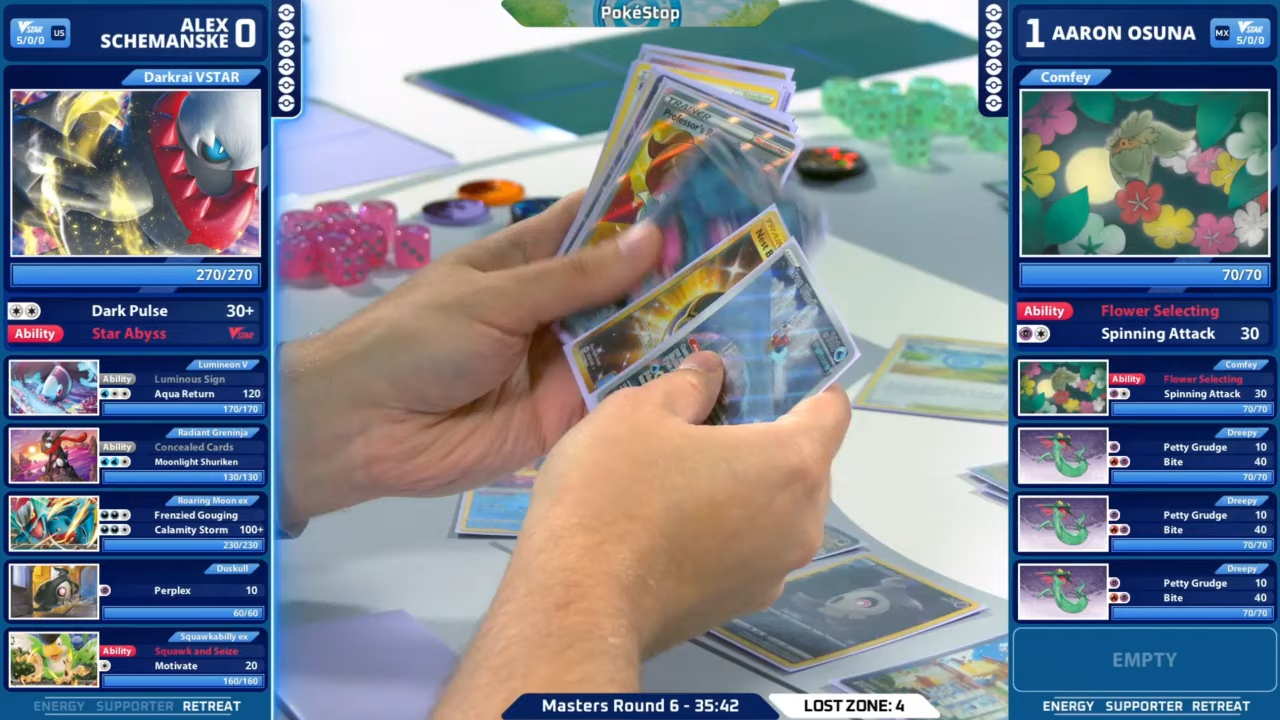 VSTAR
5/0/0
US
ALEX
SCHEMANSKE
0
Darkrai VSTAR
270/270
Dark Pulse 30+
Ability Star Abyss VSTAR
Lumineon V
Ability Luminous Sign
Aqua Return 120
170/170
Radiant Greninja
Ability Concealed Cards
Moonlight Shuriken
130/130
Roaring Moon ex
Frenzied Gouging
Calamity Storm 100+
230/230
Duskull
Perplex 10
60/60
Squawkabilly ex
Ability Squawk and Seize
Motivate 20
160/160
ENERGY SUPPORTER RETREAT
PokéStop
TRAINER
Professor's R
Nest B
Masters Round 6 - 35:42
LOST ZONE: 4
1 AARON OSUNA
MX
VSTAR
5/0/0
Comfey
70/70
Ability Flower Selecting
Spinning Attack 30
Comfey
Ability Flower Selecting
Spinning Attack 30
70/70
Dreepy
Petty Grudge 10
Bite 40
70/70
Dreepy
Petty Grudge 10
Bite 40
70/70
Dreepy
Petty Grudge 10
Bite 40
70/70
EMPTY
ENERGY SUPPORTER RETREAT